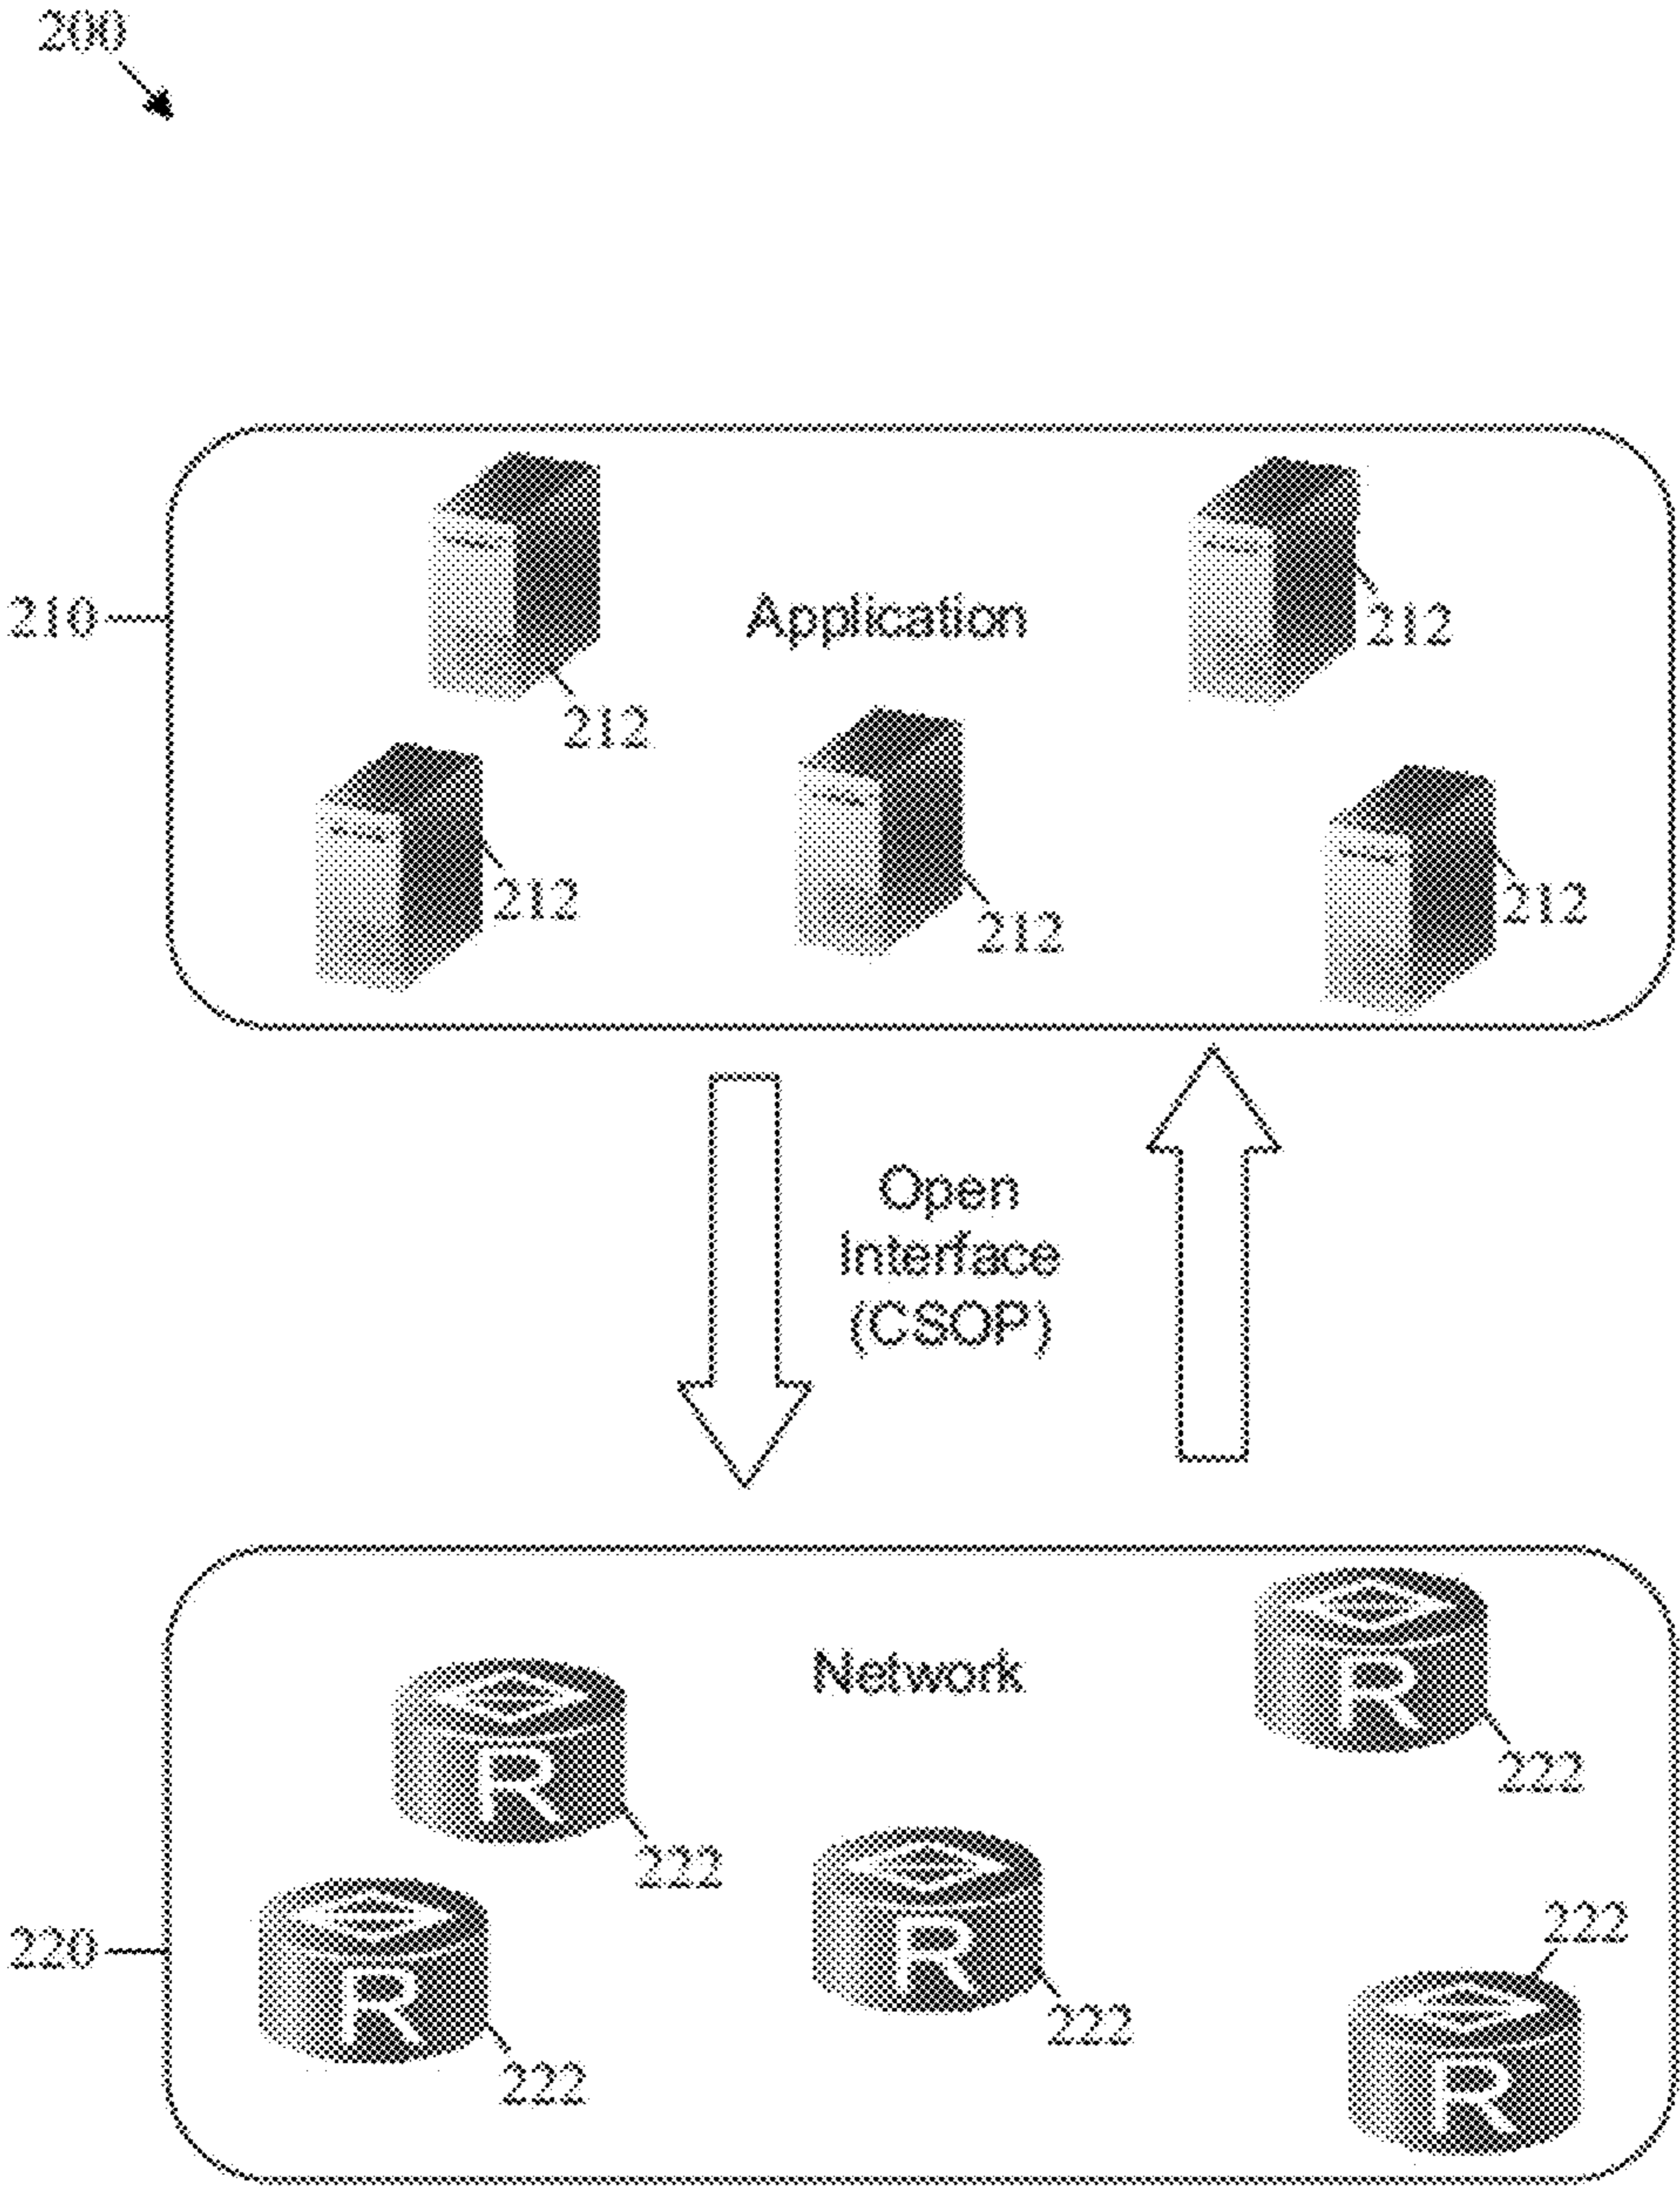 200
210
Application
212
212
212
212
212
Open
Interface
(CSOP)
Network
R
222
R
222
R
222
220
222
R
222
R